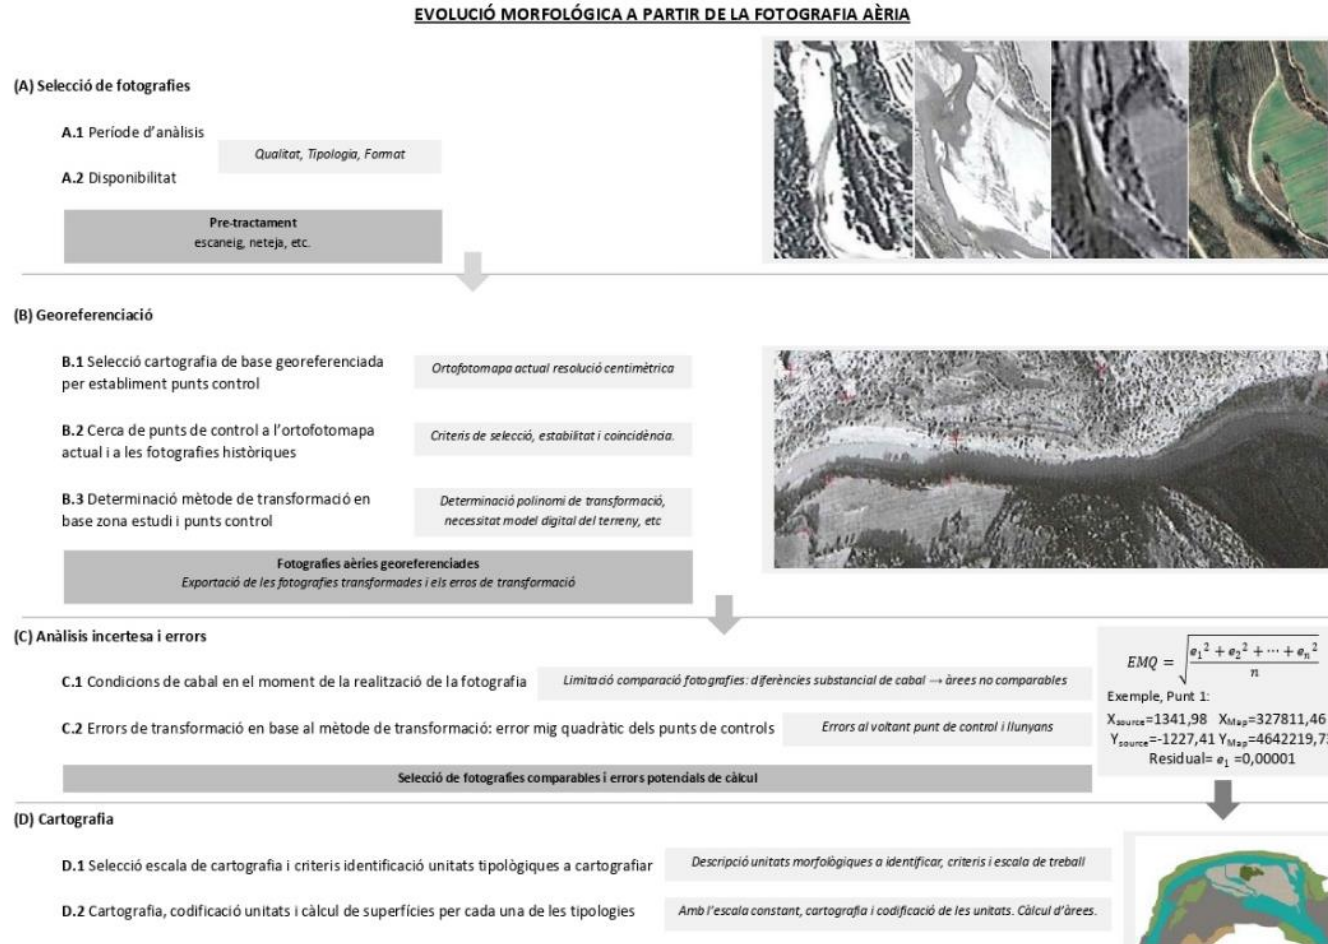 EVOLUCIÓ MORFOLÓGICA A PARTIR DE LA FOTOGRAFIA AÈRIA
(A) Selecció de fotografies
A.1 Període d'anàlisis
Qualitat, Tipologia, Format
A.2 Disponibilitat
Pre-tractament
escaneig, neteja, etc.
(B) Georeferenciació
B.1 Selecció cartografia de base georeferenciada
per establiment punts control
Ortofotomapa actual resolució centimètrica
B.2 Cerca de punts de control a l'ortofotomapa
actual i a les fotografies històriques
Criteris de selecció, estabilitat i coincidència.
B.3 Determinació mètode de transformació en
base zona estudi i punts control
Determinació polinomi de transformació,
necessitat model digital del terreny, etc
Fotografies aèries georeferenciades
Exportació de les fotografies transformades i els erros de transformació
(C) Anàlisis incertesa i errors
C.1 Condicions de cabal en el moment de la realització de la fotografia
Limitació comparació fotografies: diferències substancial de cabal → àrees no comparables
C.2 Errors de transformació en base al mètode de transformació: error mig quadràtic dels punts de controls
Errors al voltant punt de control i llunyans
Selecció de fotografies comparables i errors potencials de càlcul
EMQ = √((e₁² + e₂² + ⋯ + eₙ²)/n)
Exemple, Punt 1:
Xsource=1341,98 XMap=327811,46
Ysource=-1227,41 YMap=4642219,73
Residual= e₁ =0,00001
(D) Cartografia
D.1 Selecció escala de cartografia i criteris identificació unitats tipològiques a cartografiar
Descripció unitats morfològiques a identificar, criteris i escala de treball
D.2 Cartografia, codificació unitats i càlcul de superfícies per cada una de les tipologies
Amb l'escala constant, cartografia i codificació de les unitats. Càlcul d'àrees.